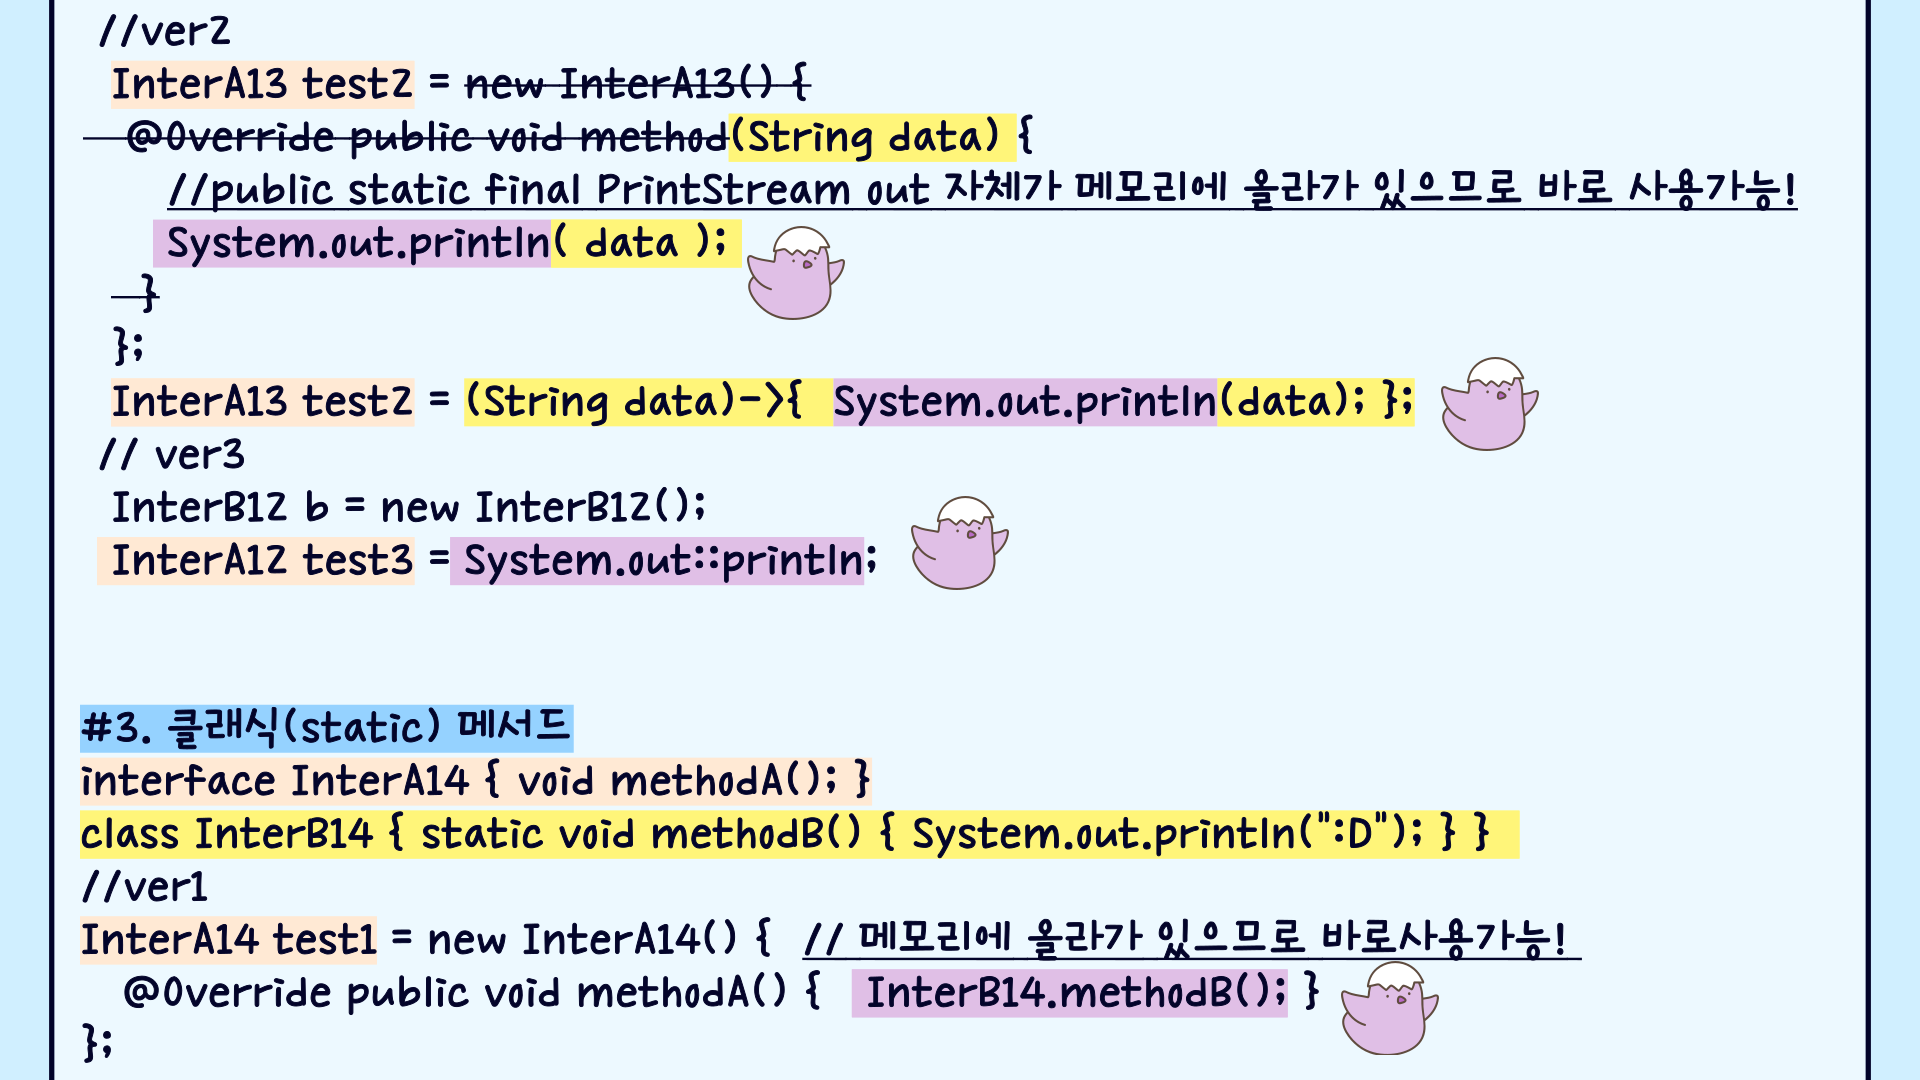 //ver2
InterA13 test2 = new InterA13() {
@Override public void method(String data) {
//public static final PrintStream out 자체가 메모리에 올라가 있으므로 바로 사용가능!
System.out.println( data );
}
};
InterA13 test2 = (String data)->{ System.out.println(data); };
// ver3
InterB12 b = new InterB12();
InterA12 test3 = System.out::println;
#3. 클래식(static) 메서드
interface InterA14 { void methodA(); }
class InterB14 { static void methodB() { System.out.println(":D"); } }
//ver1
InterA14 test1 = new InterA14() { // 메모리에 올라가 있으므로 바로사용가능!
@Override public void methodA() { InterB14.methodB(); }
};